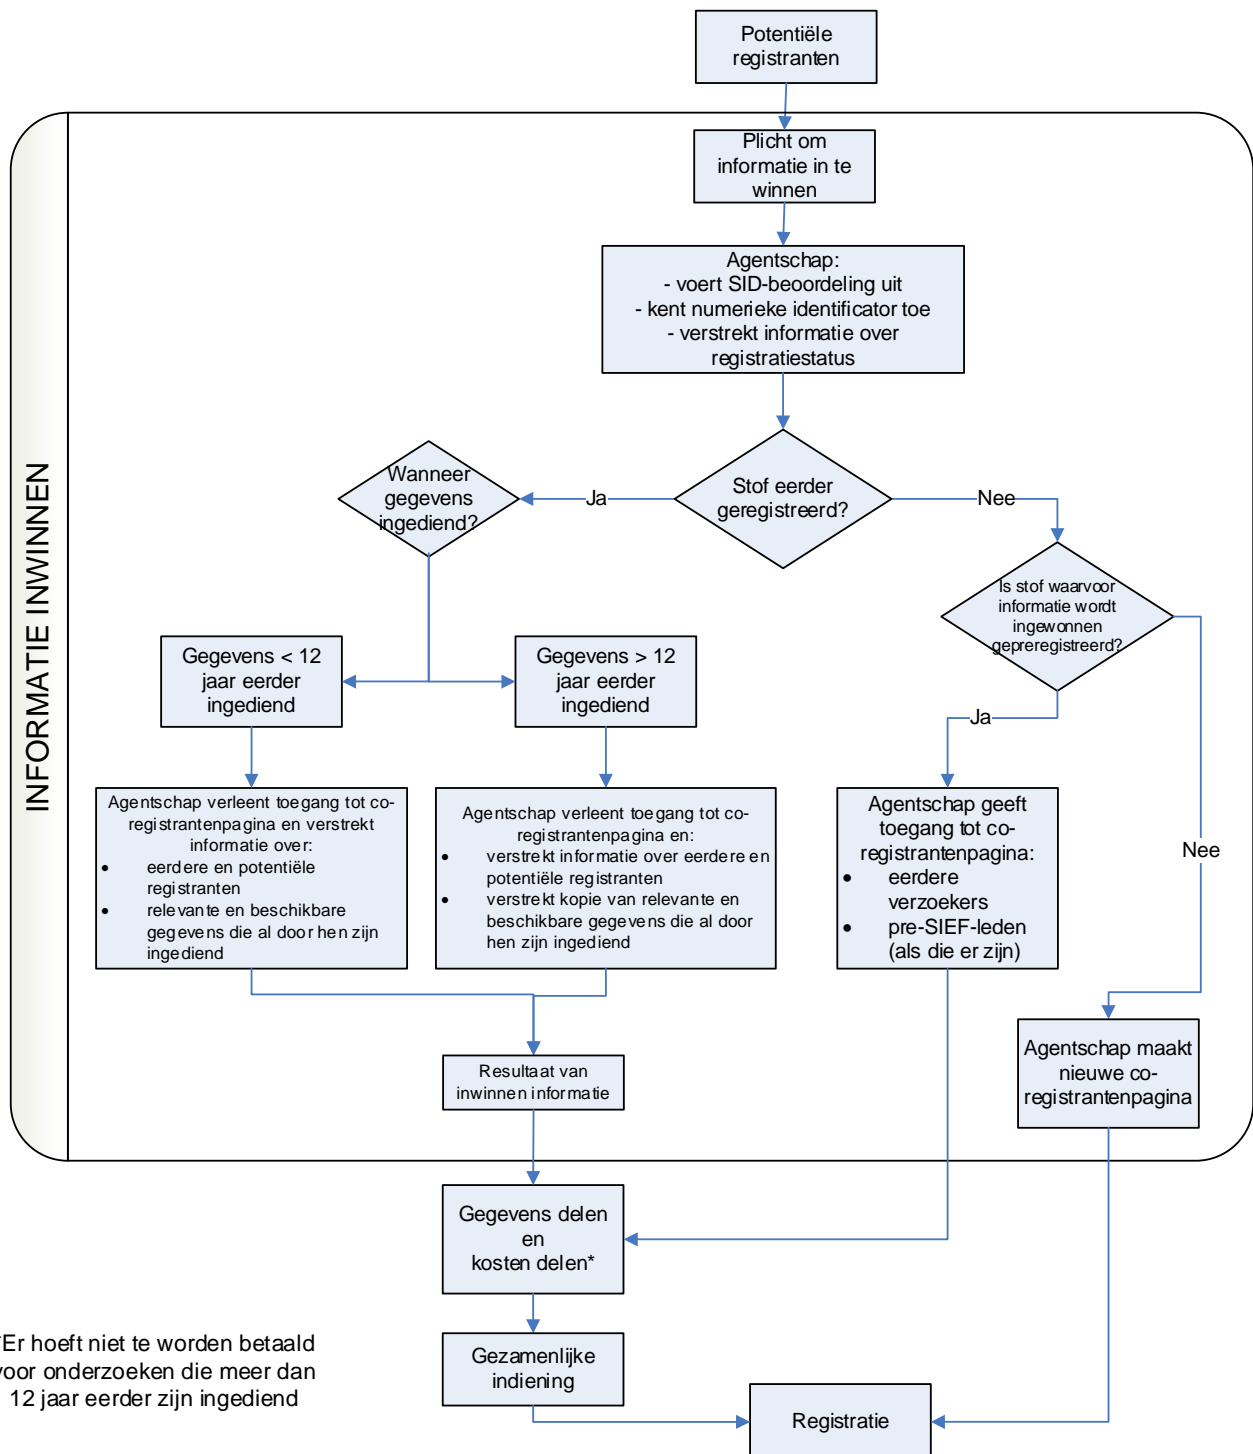 Potentiële
registranten
Plicht om
informatie in te
winnen
Agentschap:
- voert SID-beoordeling uit
- kent numerieke identificator toe
- verstrekt informatie over
registratiestatus
INFORMATIE INWINNEN
Wanneer
gegevens
ingediend?
Ja
Stof eerder
geregistreerd?
Nee
Is stof waarvoor
informatie wordt
ingewonnen
gepreregistreerd?
Gegevens < 12
jaar eerder
ingediend
Gegevens > 12
jaar eerder
ingediend
Ja
Nee
Agentschap verleent toegang tot co-
registrantenpagina en verstrekt
informatie over:
• eerdere en potentiële
registranten
• relevante en beschikbare
gegevens die al door hen zijn
ingediend
Agentschap verleent toegang tot co-
registrantenpagina en:
• verstrekt informatie over eerdere en
potentiële registranten
• verstrekt kopie van relevante en
beschikbare gegevens die al door
hen zijn ingediend
Agentschap geeft
toegang tot co-
registrantenpagina:
• eerdere
verzoekers
• pre-SIEF-leden
(als die er zijn)
Agentschap maakt
nieuwe co-
registrantenpagina
Resultaat van
inwinnen informatie
Gegevens delen
en
kosten delen*
Gezamenlijke
indiening
Registratie
*Er hoeft niet te worden betaald
voor onderzoeken die meer dan
12 jaar eerder zijn ingediend